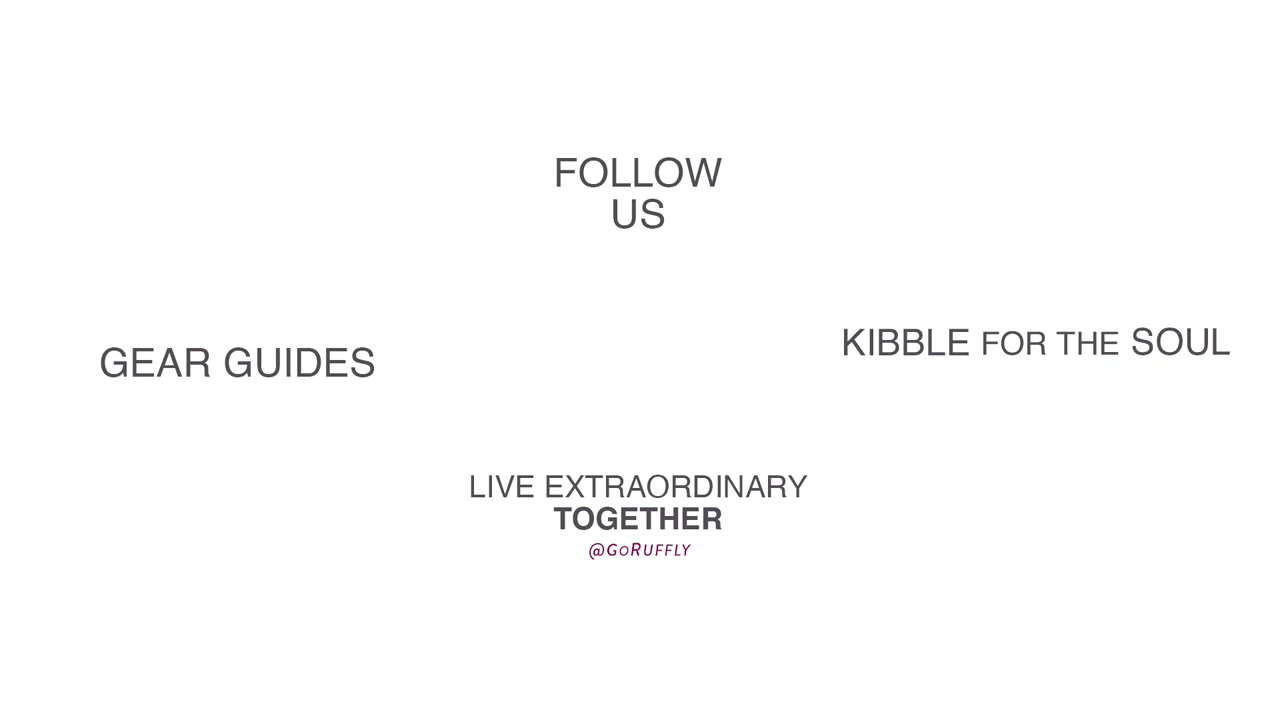 FOLLOW
US
GEAR GUIDES
KIBBLE FOR THE SOUL
LIVE EXTRAORDINARY
TOGETHER
@GoRuffly